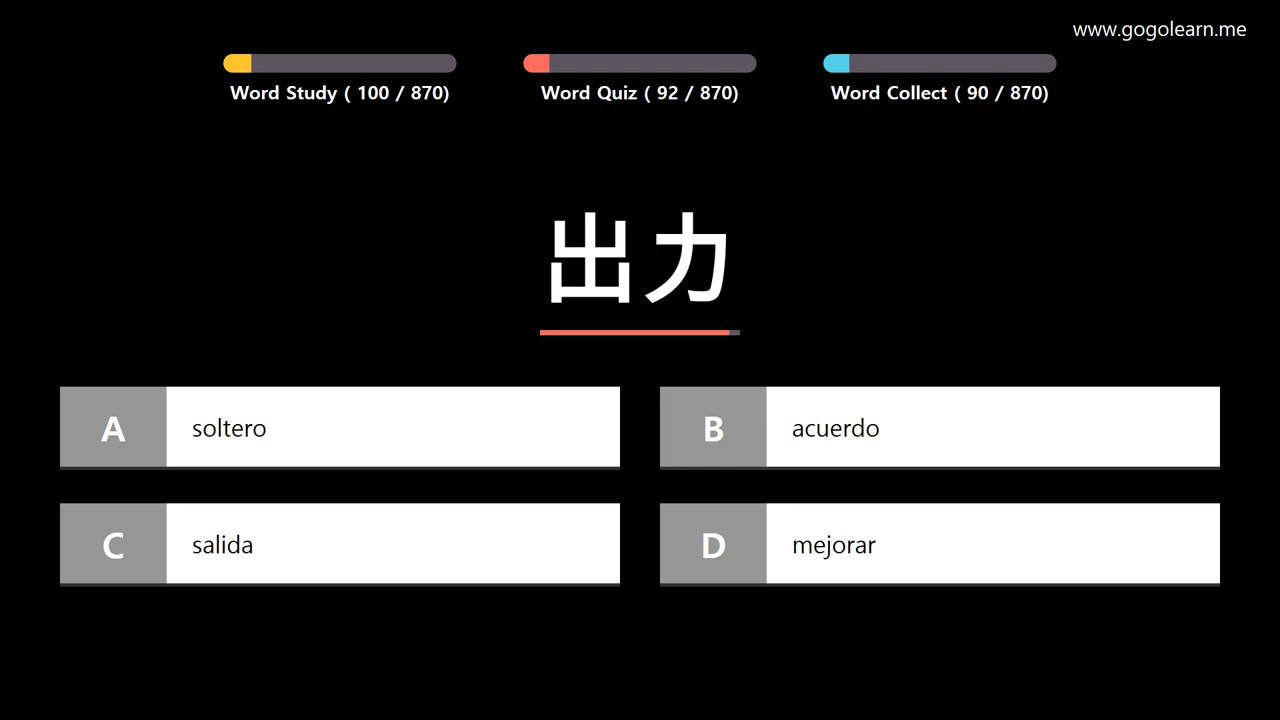 www.gogolearn.me
Word Study ( 100 / 870)
Word Quiz ( 92 / 870)
Word Collect ( 90 / 870)
出力
A soltero
B acuerdo
C salida
D mejorar